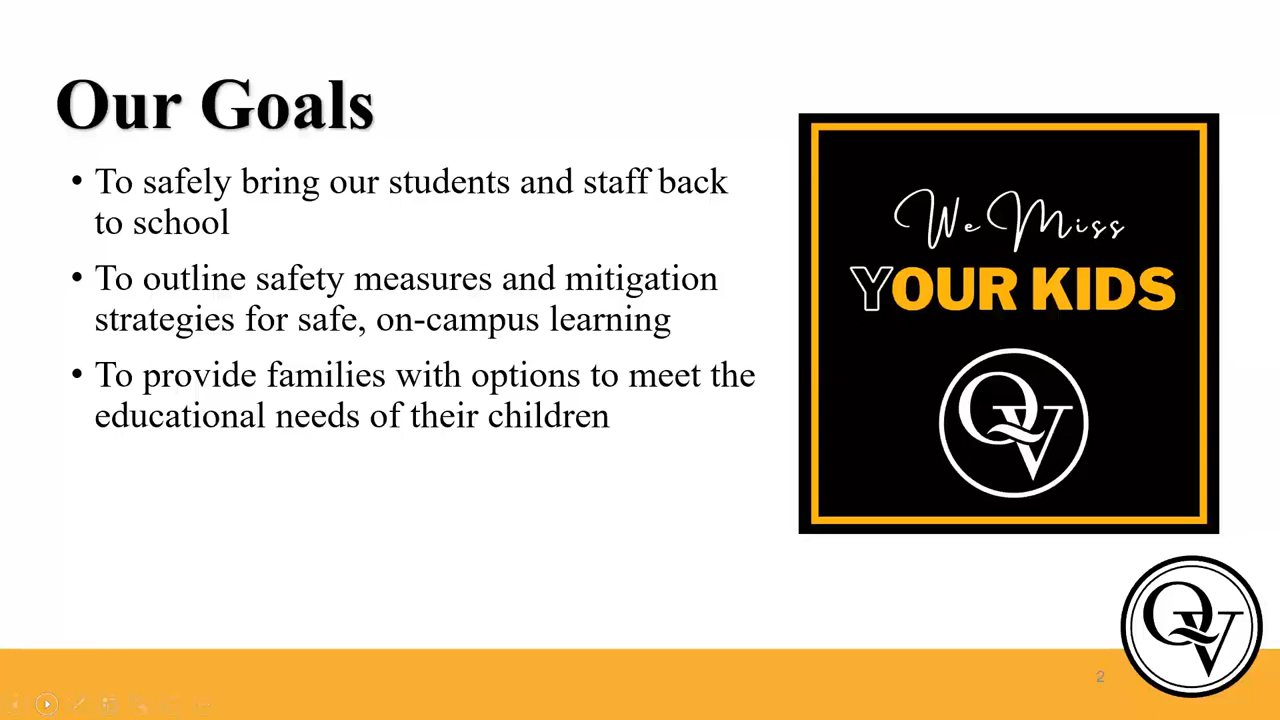 Our Goals
• To safely bring our students and staff back
to school
• To outline safety measures and mitigation
strategies for safe, on-campus learning
• To provide families with options to meet the
educational needs of their children
We Miss
YOUR KIDS
QV
QV
2